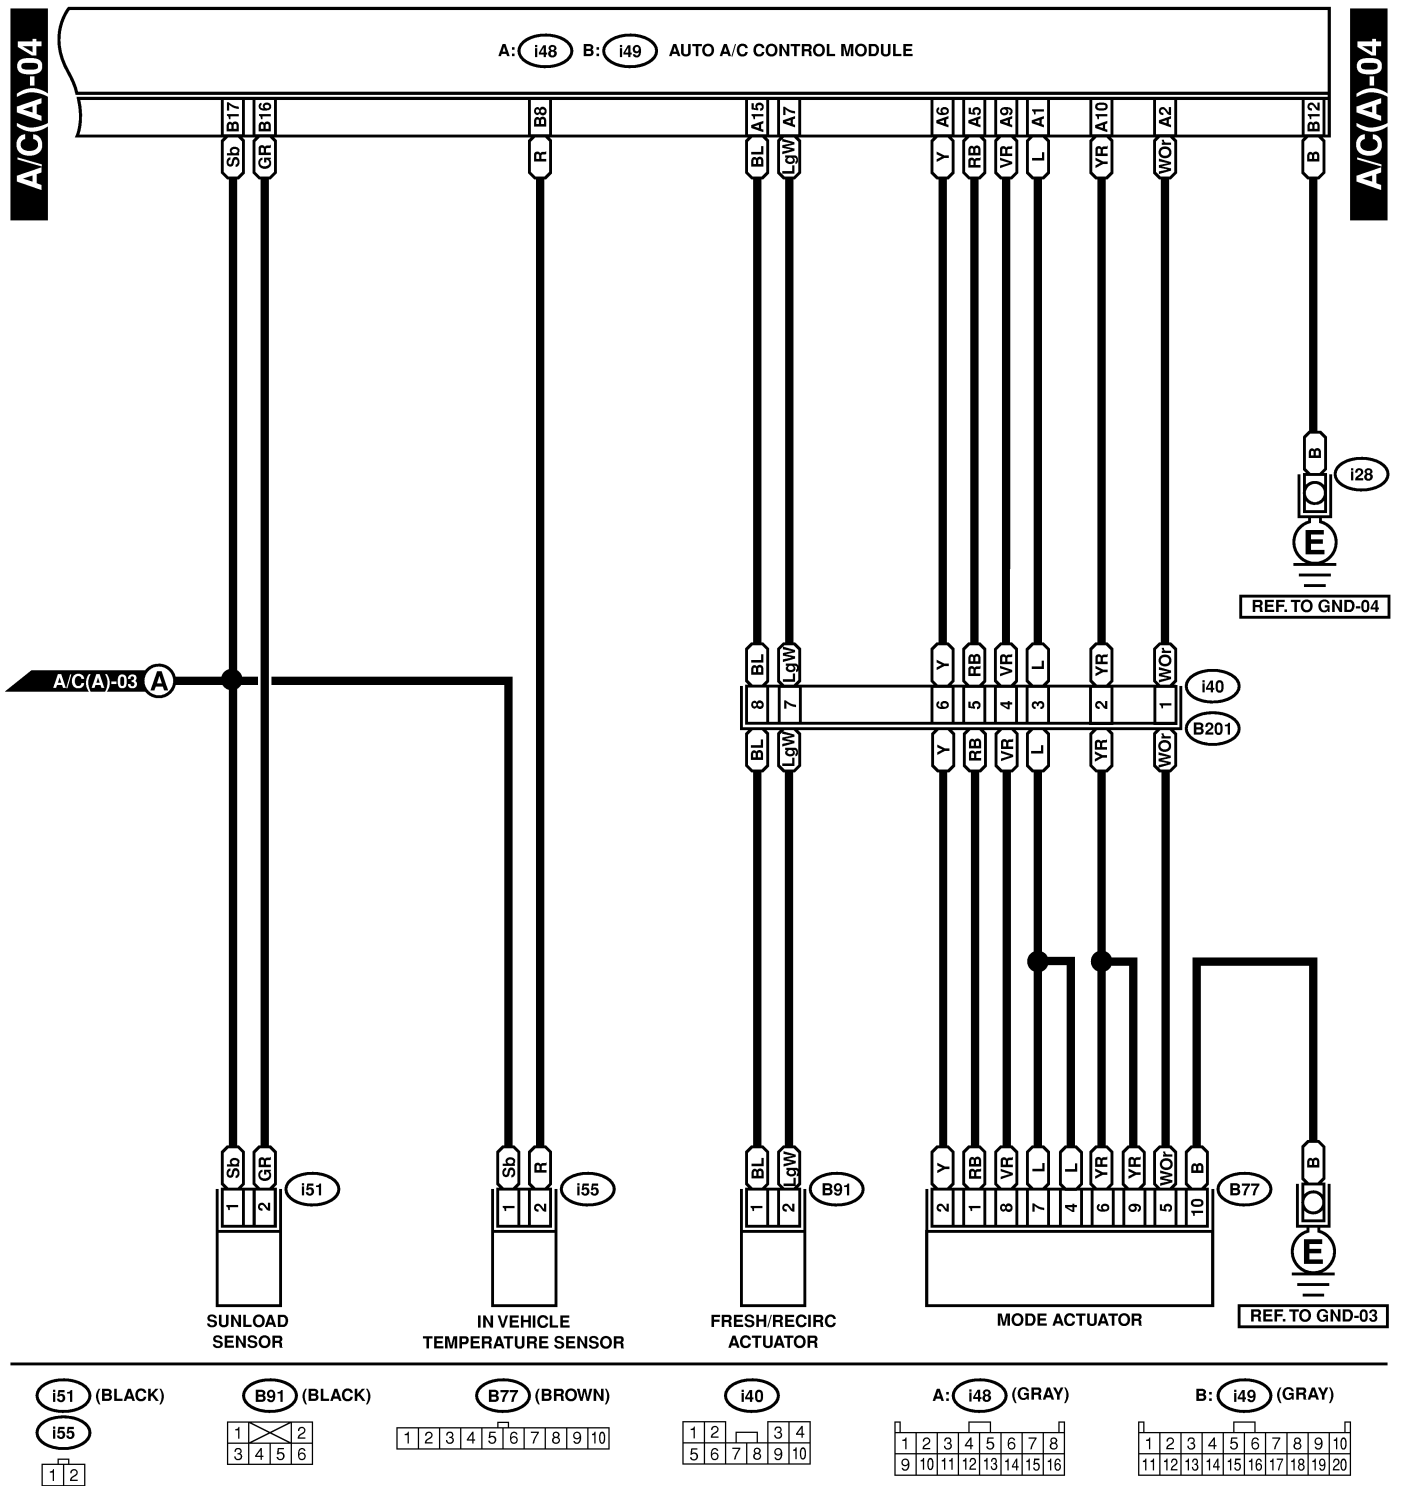 A/C(A)-04
A: i48 B: i49 AUTO A/C CONTROL MODULE
A/C(A)-04
B17 B16 B8 A15 A7 A6 A5 A9 A1 A10 A2 B12
Sb GR R BL LgW Y RB VR L YR WOr B
B
i28
E
REF. TO GND-04
BL LgW Y RB VR L YR WOr
A/C(A)-03 A
i40
8 7 6 5 4 3 2 1
B201
BL LgW Y RB VR L YR WOr
Sb GR Sb R BL LgW Y RB VR L L YR YR WOr B B
i51 i55 B91 B77
1 2 1 2 1 2 2 1 8 7 4 6 9 5 10
E
REF. TO GND-03
SUNLOAD
SENSOR
IN VEHICLE
TEMPERATURE SENSOR
FRESH/RECIRC
ACTUATOR
MODE ACTUATOR
i51 (BLACK)
i55
1 2
B91 (BLACK)
1 2
3 4 5 6
B77 (BROWN)
1 2 3 4 5 6 7 8 9 10
i40
1 2 3 4
5 6 7 8 9 10
A: i48 (GRAY)
1 2 3 4 5 6 7 8
9 10 11 12 13 14 15 16
B: i49 (GRAY)
1 2 3 4 5 6 7 8 9 10
11 12 13 14 15 16 17 18 19 20